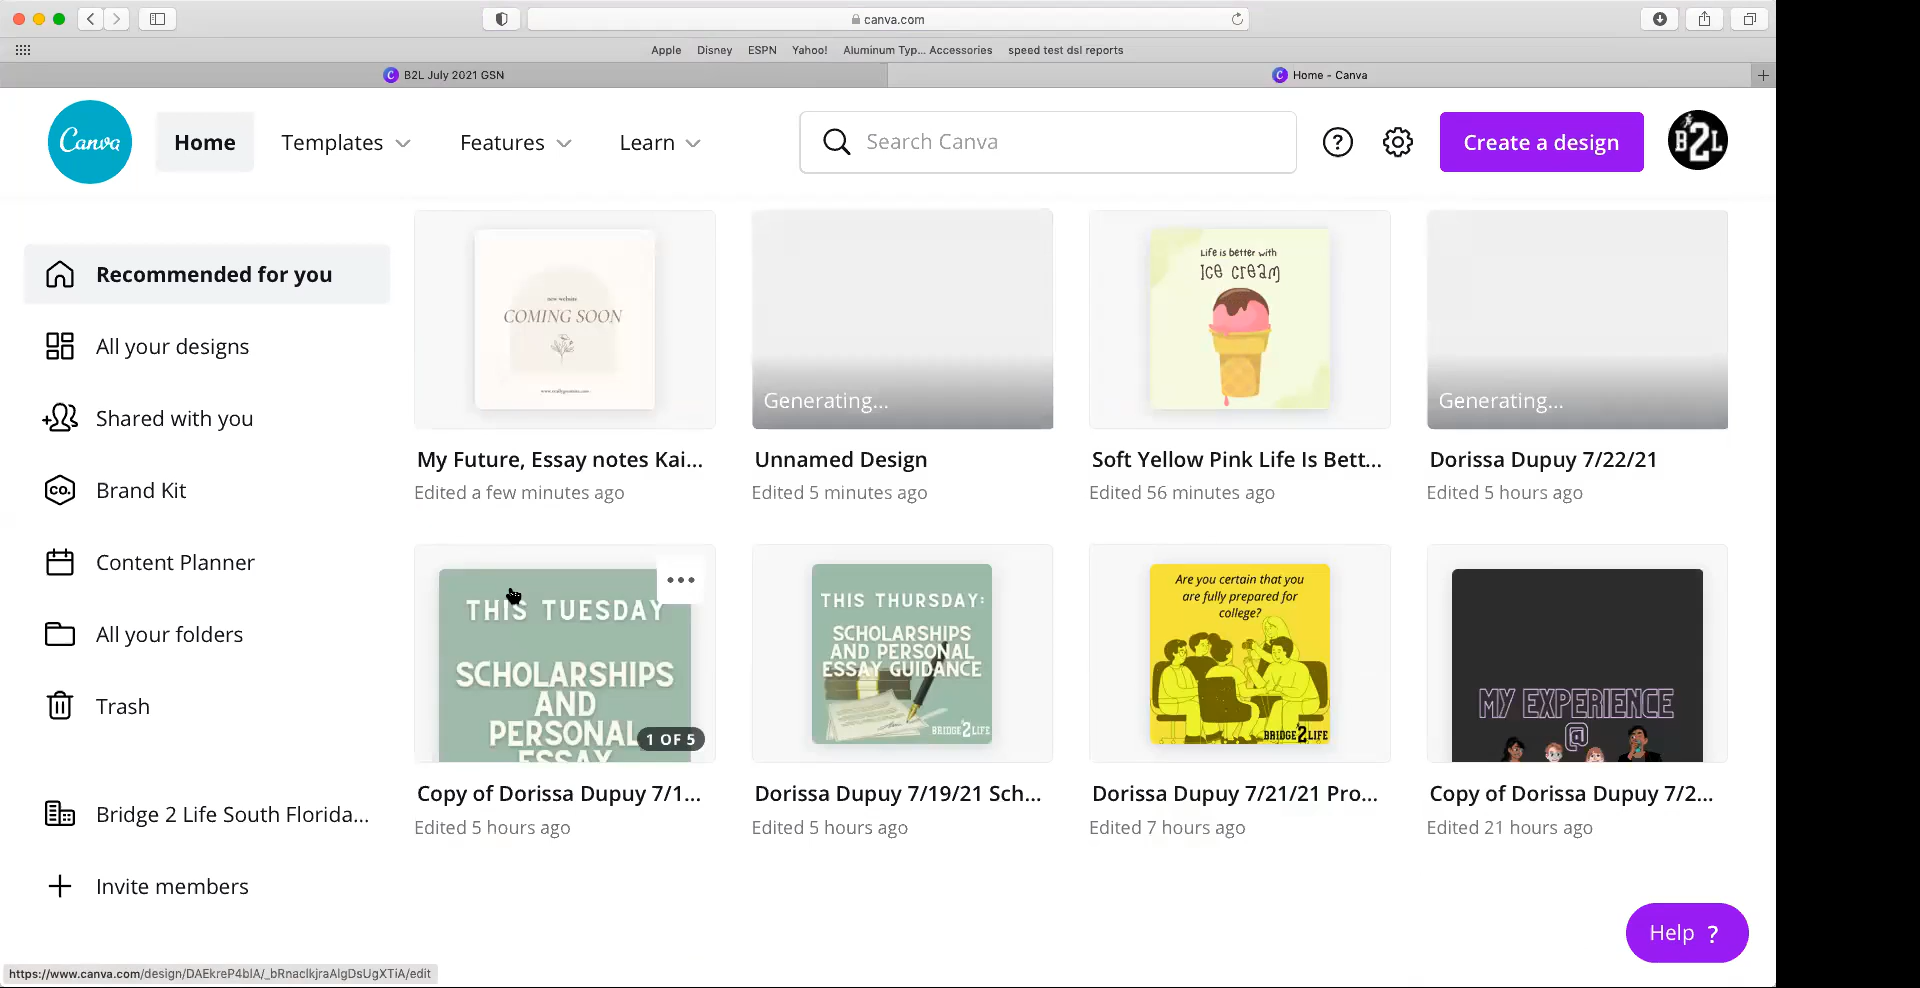 canva.com
Apple Disney ESPN Yahoo! Aluminum Typ... Accessories speed test dsl reports
B2L July 2021 GSN
Home - Canva
Canva
Home
Templates
Features
Learn
Search Canva
Create a design
B2L
Recommended for you
All your designs
Shared with you
Brand Kit
CO.
Content Planner
All your folders
Trash
Bridge 2 Life South Florida...
Invite members
new website
COMING SOON
Generating...
Life is better with
Ice cream
Generating...
My Future, Essay notes Kai...
Edited a few minutes ago
Unnamed Design
Edited 5 minutes ago
Soft Yellow Pink Life Is Bett...
Edited 56 minutes ago
Dorissa Dupuy 7/22/21
Edited 5 hours ago
THIS TUESDAY
SCHOLARSHIPS
AND
PERSONAL
ESSAY
1 OF 5
THIS THURSDAY:
SCHOLARSHIPS
AND PERSONAL
ESSAY GUIDANCE
BRIDGE2LIFE
Are you certain that you
are fully prepared for
college?
BRIDGE2LIFE
MY EXPERIENCE
@
Copy of Dorissa Dupuy 7/1...
Edited 5 hours ago
Dorissa Dupuy 7/19/21 Sch...
Edited 5 hours ago
Dorissa Dupuy 7/21/21 Pro...
Edited 7 hours ago
Copy of Dorissa Dupuy 7/2...
Edited 21 hours ago
Help ?
https://www.canva.com/design/DAEkreP4blA/_bRnaclkjraAlgDsUgXTiA/edit